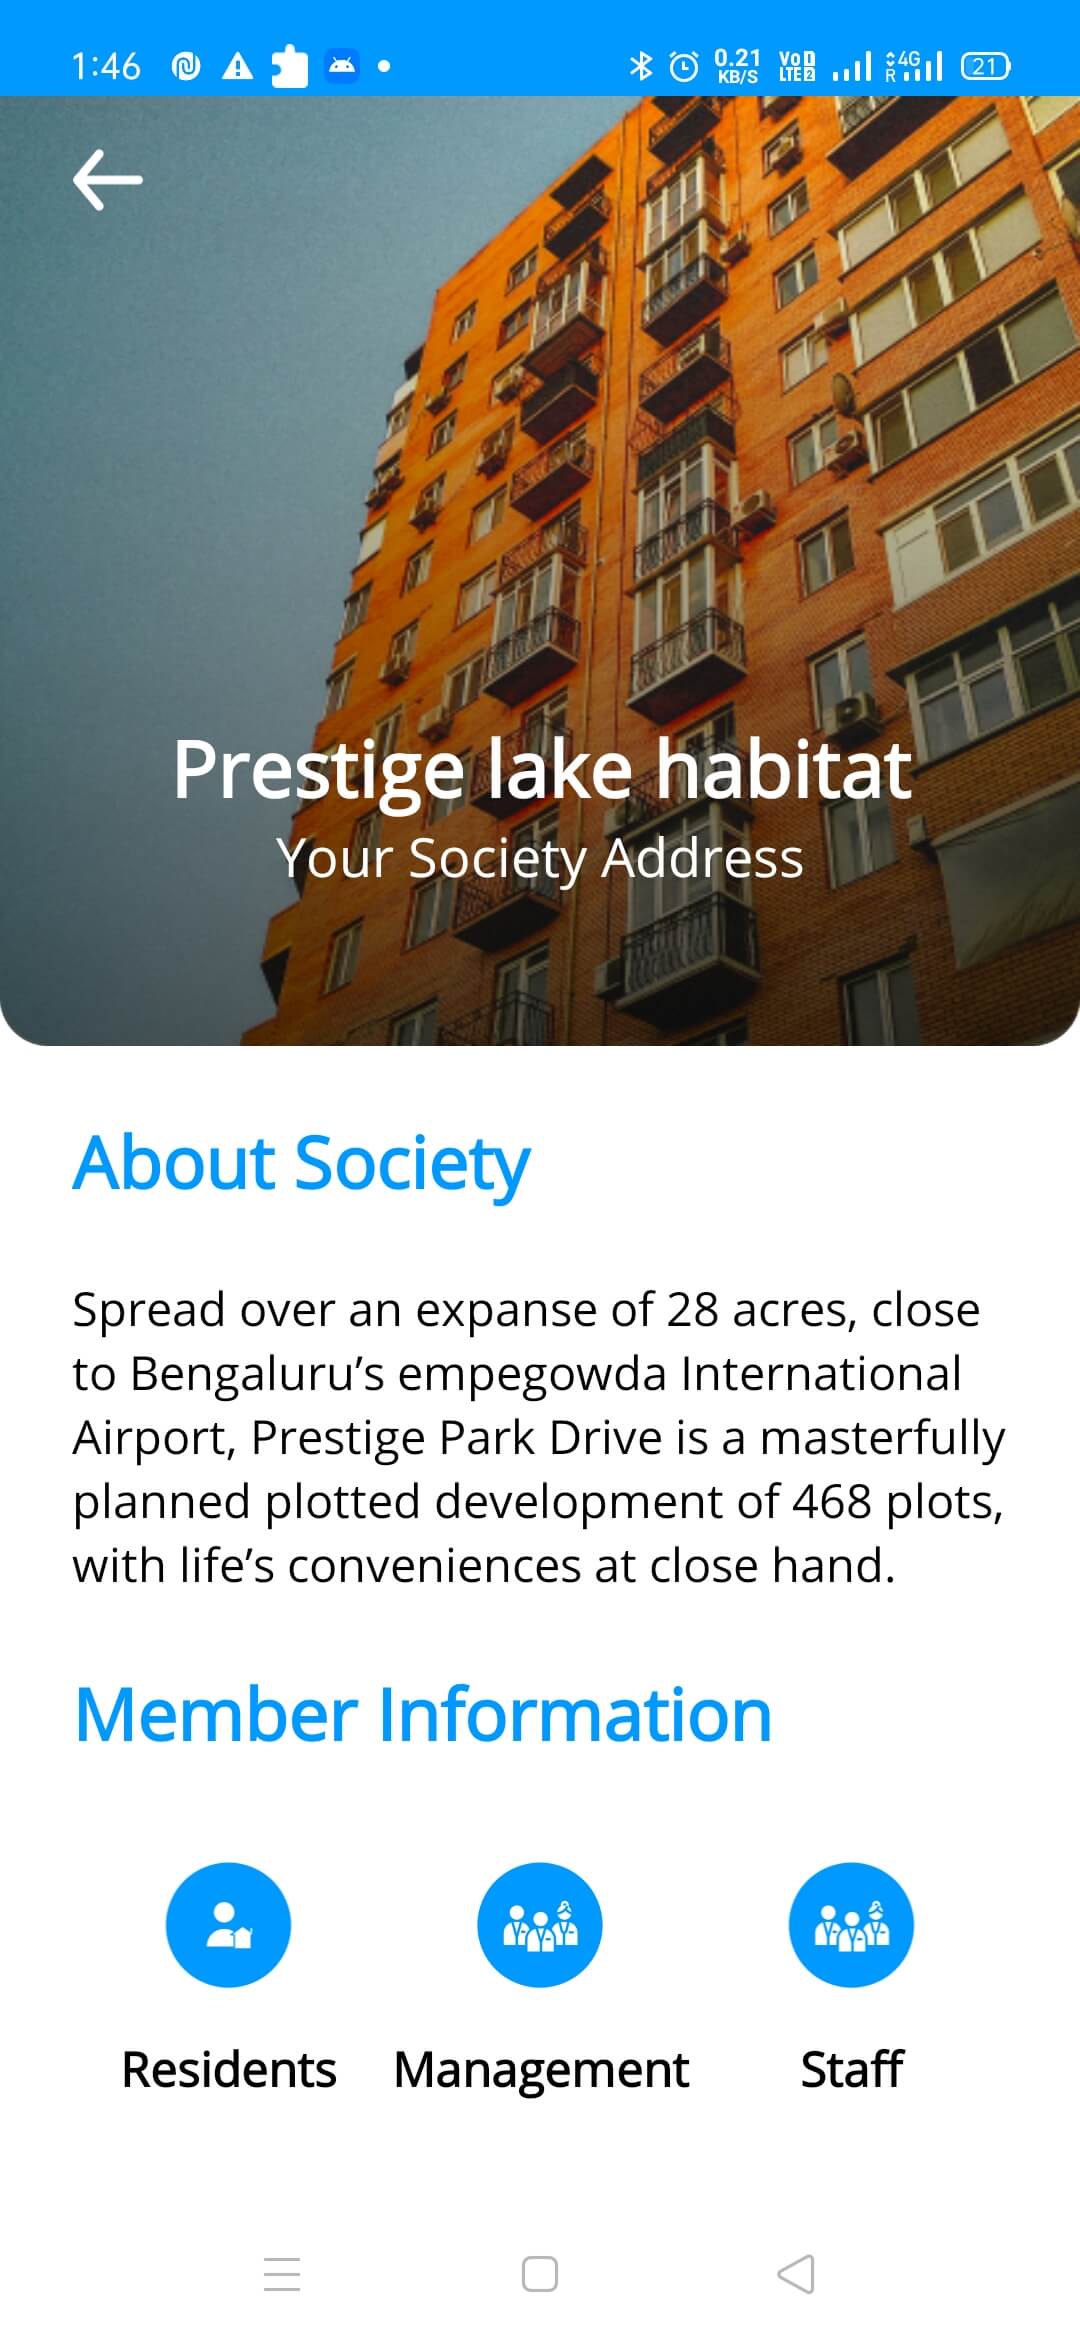 1:46
0.21
KB/S
VoD
LTE2
4G
R
21
Prestige lake habitat
Your Society Address
About Society
Spread over an expanse of 28 acres, close
to Bengaluru’s empegowda International
Airport, Prestige Park Drive is a masterfully
planned plotted development of 468 plots,
with life’s conveniences at close hand.
Member Information
Residents Management Staff